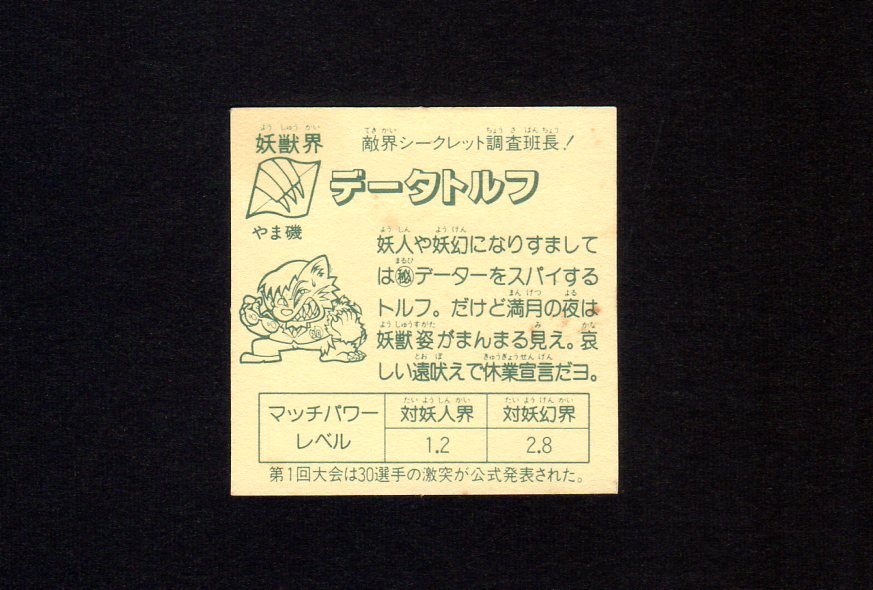 妖獣界
敵界シークレット調査班長!
データトルフ
やま磯
妖人や妖幻になりすまして
は㊙データーをスパイする
トルフ。だけど満月の夜は
妖獣姿がまんまる見え。哀
しい遠吠えで休業宣言だヨ。
マッチパワーレベル
対妖人界
対妖幻界
1.2
2.8
第1回大会は30選手の激突が公式発表された。